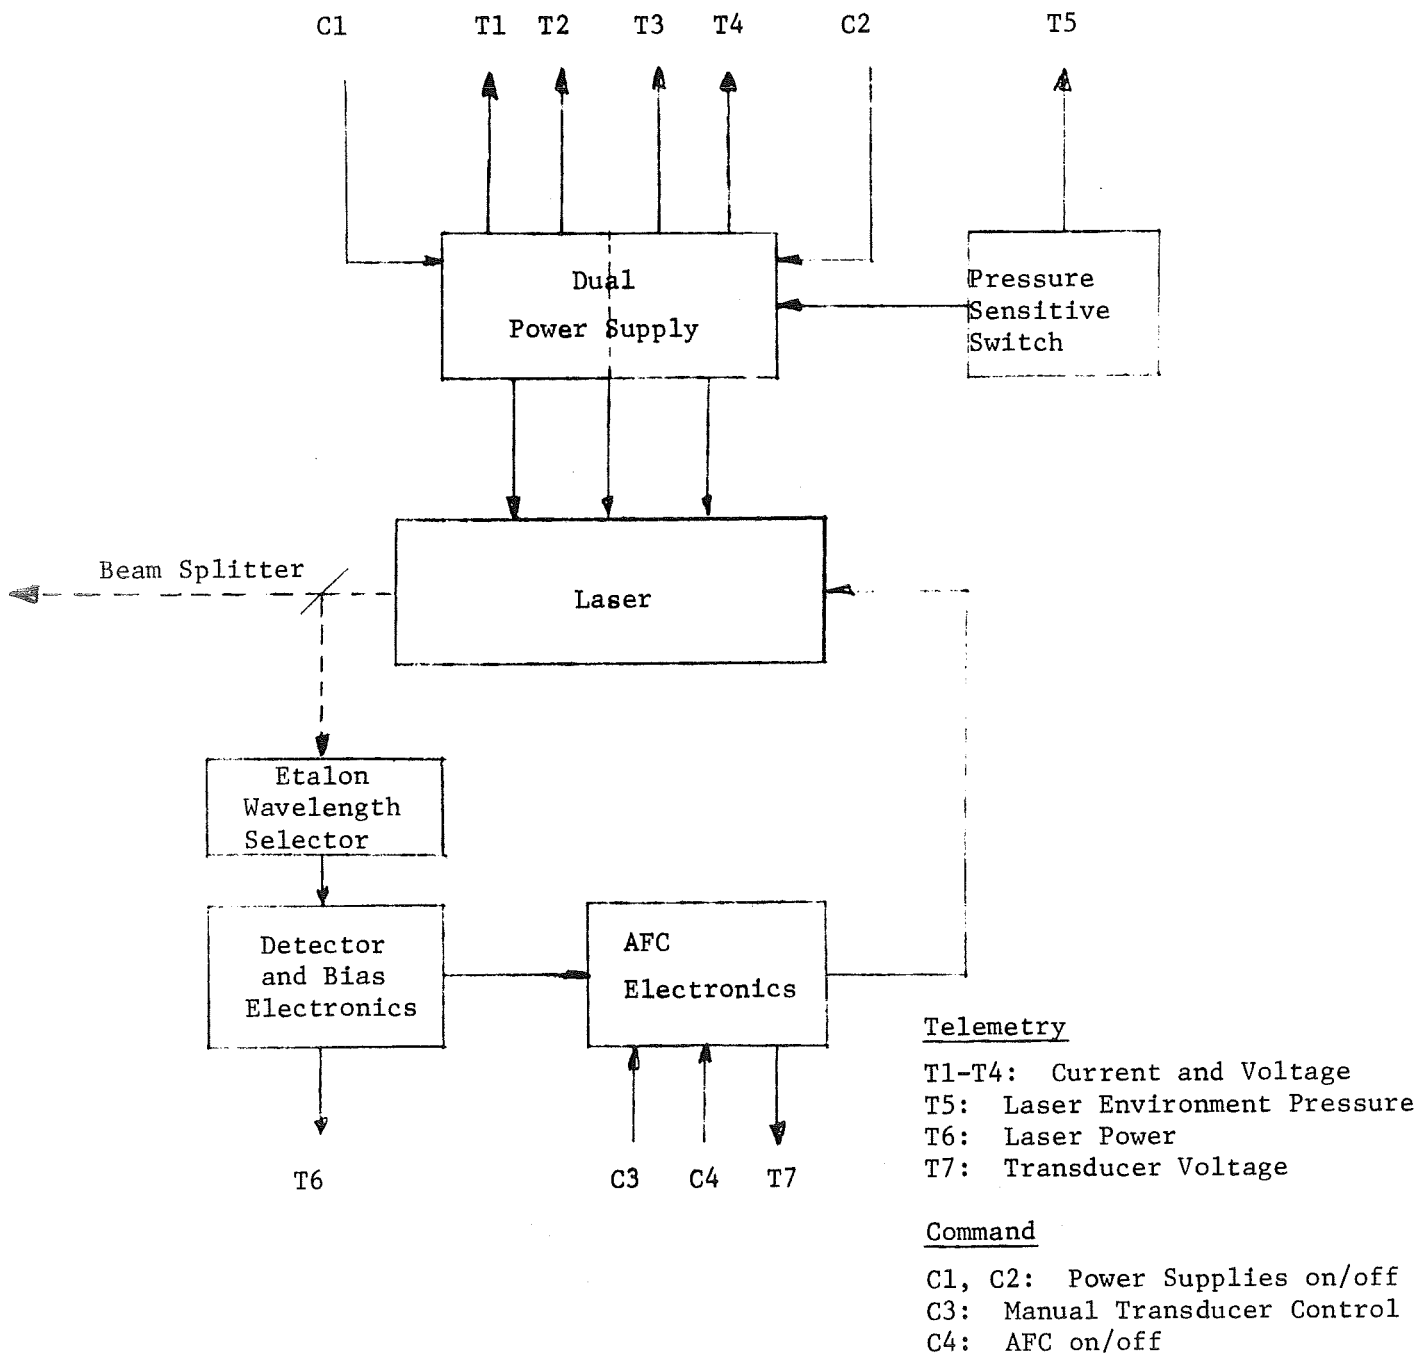 C1 T1 T2 T3 T4 C2 T5
Dual
Power Supply
Pressure
Sensitive
Switch
Beam Splitter
Laser
Etalon
Wavelength
Selector
Detector
and Bias
Electronics
AFC
Electronics
T6
C3 C4 T7
Telemetry
T1-T4: Current and Voltage
T5: Laser Environment Pressure
T6: Laser Power
T7: Transducer Voltage
Command
C1, C2: Power Supplies on/off
C3: Manual Transducer Control
C4: AFC on/off